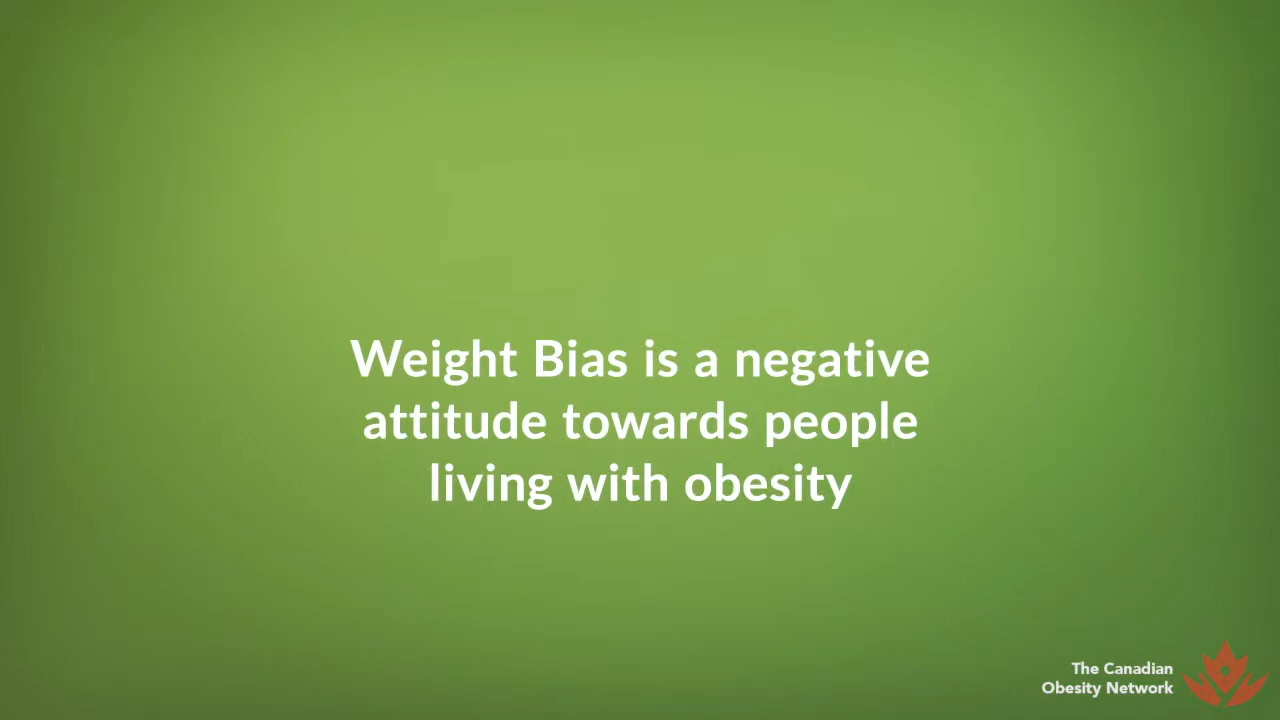 Weight Bias is a negative
attitude towards people
living with obesity
The Canadian
Obesity Network